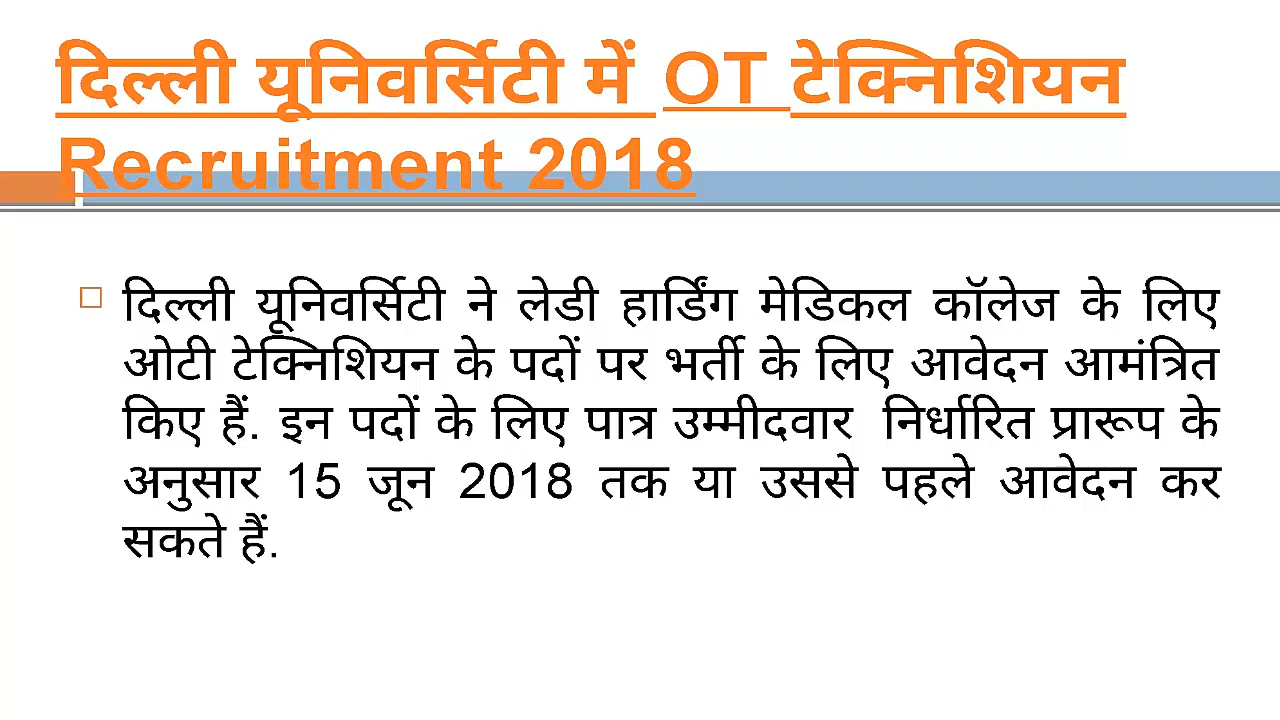 दिल्ली यूनिवर्सिटी में OT टेक्निशियन
Recruitment 2018
दिल्ली यूनिवर्सिटी ने लेडी हार्डिंग मेडिकल कॉलेज के लिए
ओटी टेक्निशियन के पदों पर भर्ती के लिए आवेदन आमंत्रित
किए हैं. इन पदों के लिए पात्र उम्मीदवार निर्धारित प्रारूप के
अनुसार 15 जून 2018 तक या उससे पहले आवेदन कर
सकते हैं.